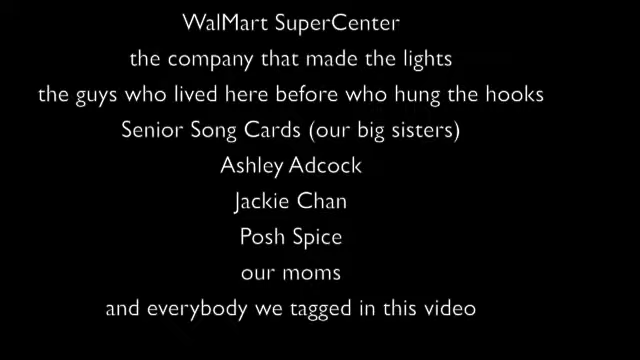 WalMart SuperCenter
the company that made the lights
the guys who lived here before who hung the hooks
Senior Song Cards (our big sisters)
Ashley Adcock
Jackie Chan
Posh Spice
our moms
and everybody we tagged in this video